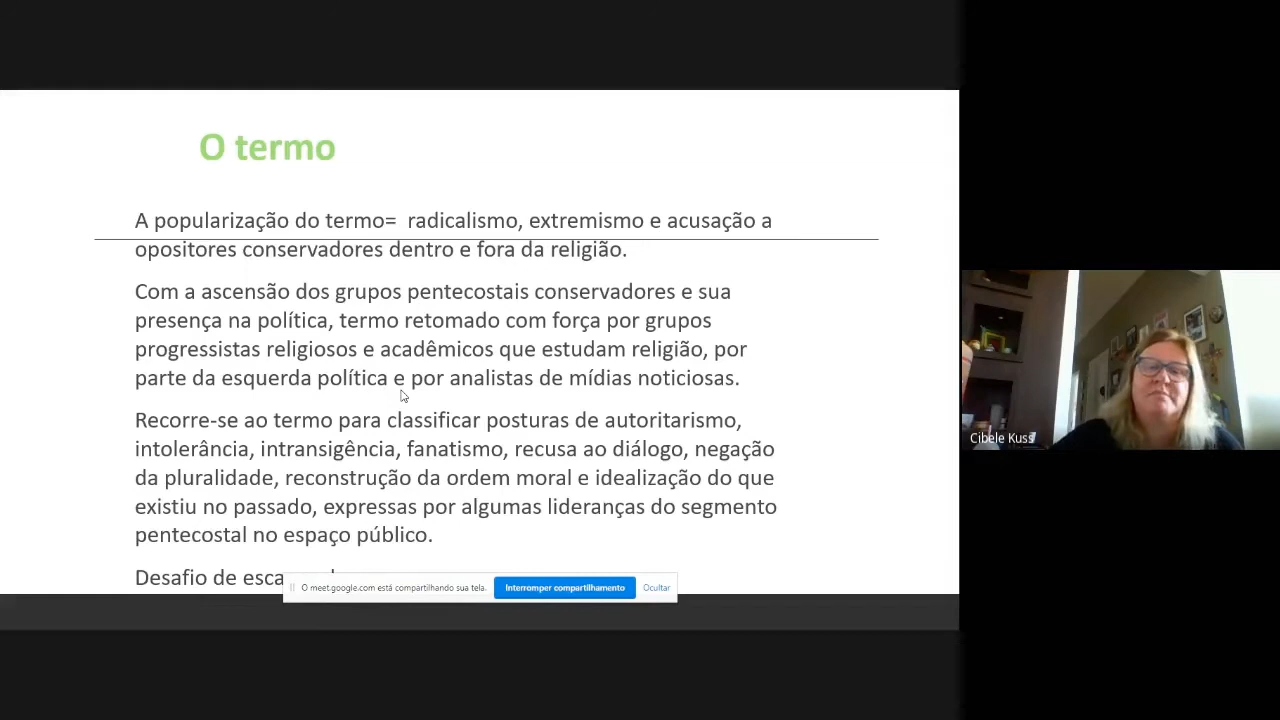 O termo
A popularização do termo=  radicalismo, extremismo e acusação a
opositores conservadores dentro e fora da religião.
Com a ascensão dos grupos pentecostais conservadores e sua
presença na política, termo retomado com força por grupos
progressistas religiosos e acadêmicos que estudam religião, por
parte da esquerda política e por analistas de mídias noticiosas.
Recorre-se ao termo para classificar posturas de autoritarismo,
intolerância, intransigência, fanatismo, recusa ao diálogo, negação
da pluralidade, reconstrução da ordem moral e idealização do que
existiu no passado, expressas por algumas lideranças do segmento
pentecostal no espaço público.
Desafio de
O meet.google.com está compartilhando sua tela.
Interromper compartilhamento
Ocultar
Cibele Kuss